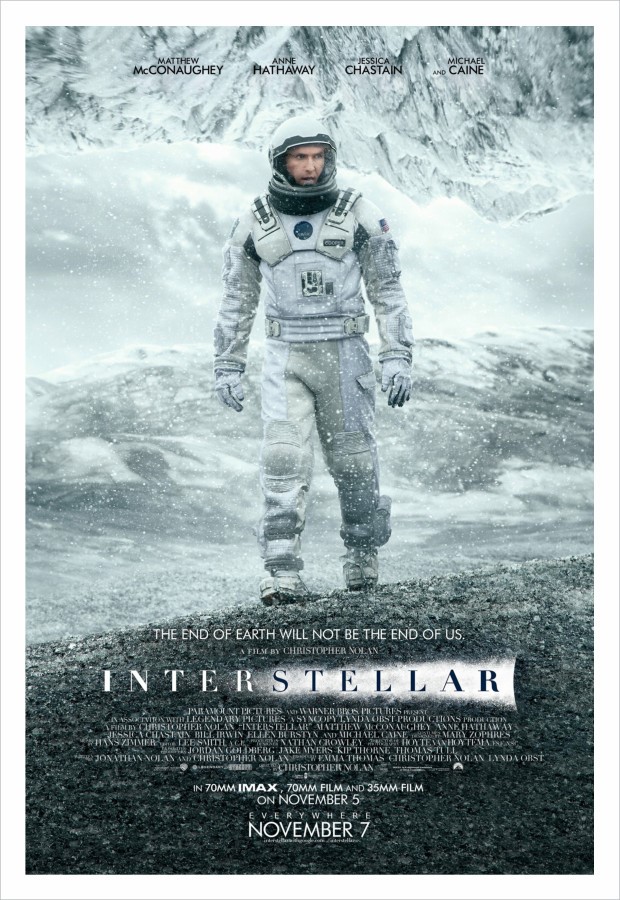 MATTHEW McCONAUGHEY
ANNE HATHAWAY
JESSICA CHASTAIN
AND MICHAEL CAINE
COOPER
THE END OF EARTH WILL NOT BE THE END OF US.
A FILM BY CHRISTOPHER NOLAN
INTERSTELLAR
PARAMOUNT PICTURES AND WARNER BROS. PICTURES PRESENT
IN ASSOCIATION WITH LEGENDARY PICTURES A SYNCOPY/LYNDA OBST PRODUCTIONS PRODUCTION
A FILM BY CHRISTOPHER NOLAN "INTERSTELLAR" MATTHEW McCONAUGHEY ANNE HATHAWAY
JESSICA CHASTAIN BILL IRWIN ELLEN BURSTYN AND MICHAEL CAINE MARY ZOPHRES
HANS ZIMMER LEE SMITH, A.C.E. NATHAN CROWLEY HOYTE VAN HOYTEMA
JORDAN GOLDBERG JAKE MYERS KIP THORNE THOMAS TULL
JONATHAN NOLAN AND CHRISTOPHER NOLAN EMMA THOMAS CHRISTOPHER NOLAN LYNDA OBST
CHRISTOPHER NOLAN
IN 70MM IMAX, 70MM FILM AND 35MM FILM
ON NOVEMBER 5
EVERYWHERE
NOVEMBER 7